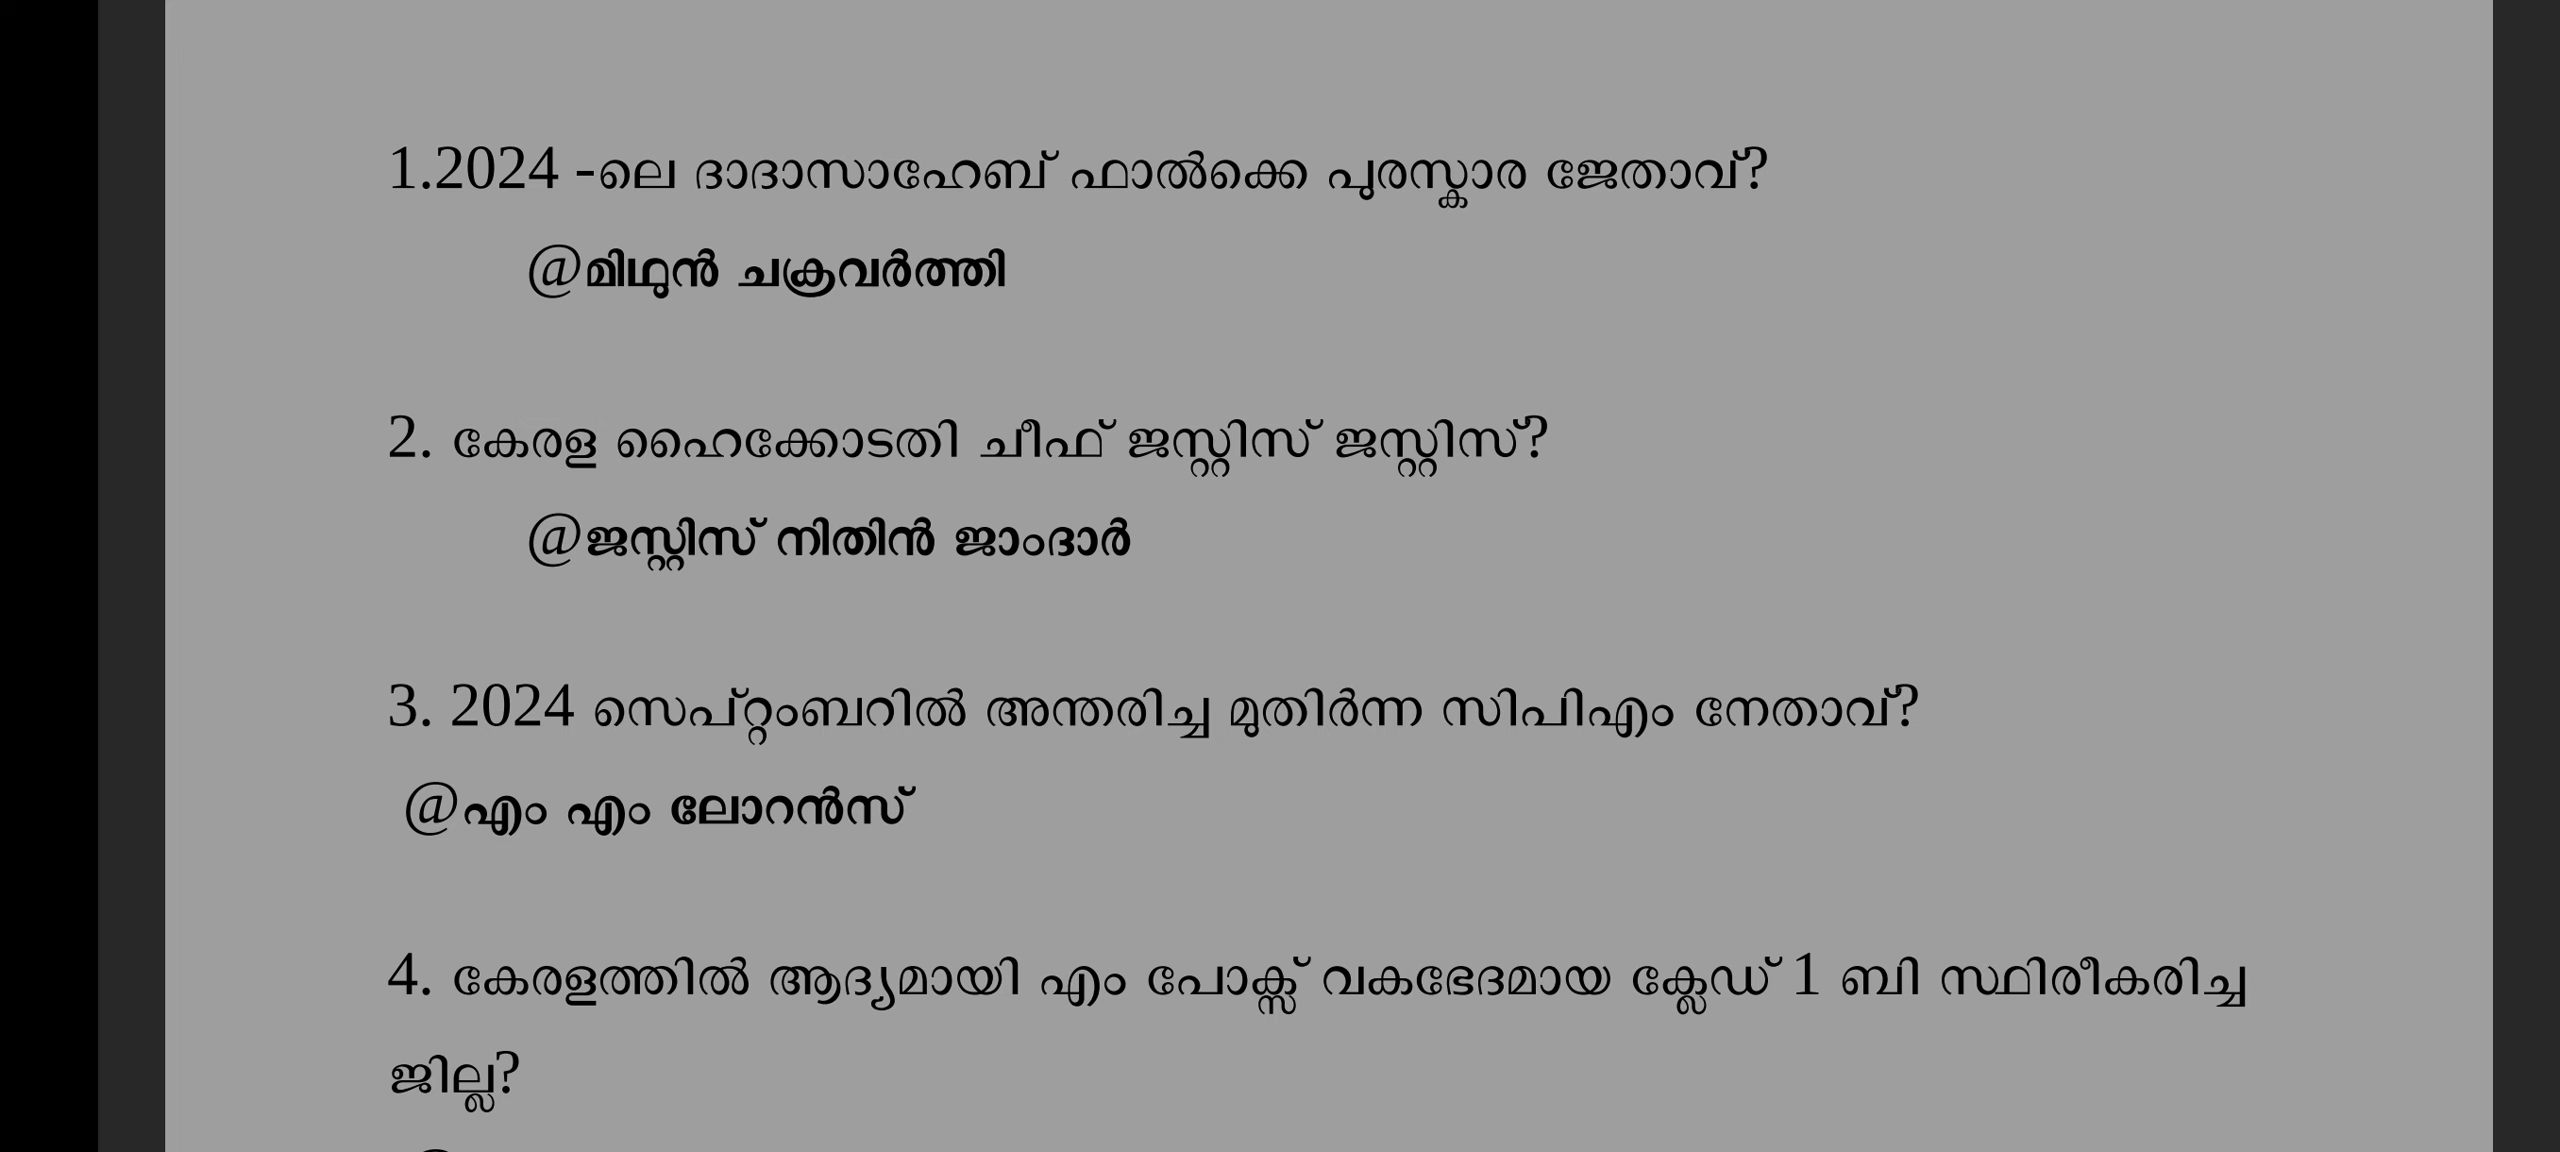 1.2024 -ലെ ദാദാസാഹേബ് ഫാൽക്കെ പുരസ്കാര ജേതാവ്?
@മിഥുൻ ചക്രവർത്തി
2. കേരള ഹൈക്കോടതി ചീഫ് ജസ്റ്റിസ് ജസ്റ്റിസ്?
@ജസ്റ്റിസ് നിതിൻ ജാംദാർ
3. 2024 സെപ്റ്റംബറിൽ അന്തരിച്ച മുതിർന്ന സിപിഎം നേതാവ്?
@എം എം ലോറൻസ്
4. കേരളത്തിൽ ആദ്യമായി എം പോക്സ് വകഭേദമായ ക്ലേഡ് 1 ബി സ്ഥിരീകരിച്ച
ജില്ല?